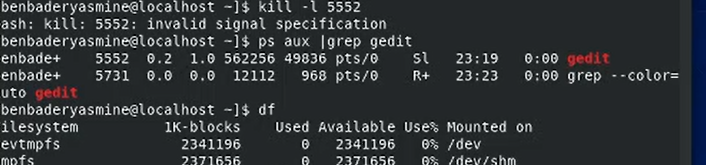 benbaderyasmine@localhost ~]$ kill -l 5552
ash: kill: 5552: invalid signal specification
benbaderyasmine@localhost ~]$ ps aux |grep gedit
enbade+ 5552 0.2 1.0 562256 49836 pts/0 Sl 23:19 0:00 gedit
enbade+ 5731 0.0 0.0 12112 968 pts/0 R+ 23:23 0:00 grep --color=
uto gedit
benbaderyasmine@localhost ~]$ df
ilesystem 1K-blocks Used Available Use% Mounted on
evtmpfs 2341196 0 2341196 0% /dev
mpfs 2371656 0 2371656 0% /dev/shm